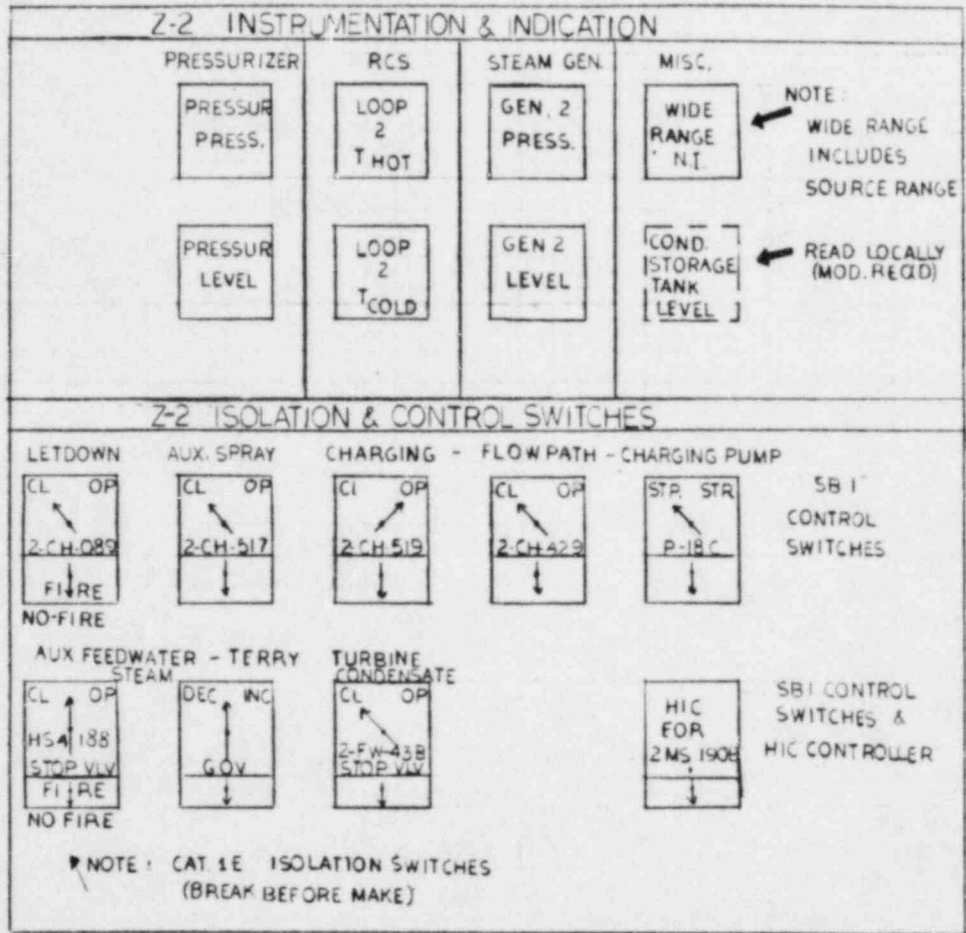 Z-2 INSTRUMENTATION & INDICATION
PRESSURIZER RCS STEAM GEN. MISC.
PRESSUR
PRESS.
LOOP
2
T HOT
GEN. 2
PRESS.
WIDE
RANGE
N.I.
NOTE:
WIDE RANGE
INCLUDES
SOURCE RANGE
PRESSUR
LEVEL
LOOP
2
T COLD
GEN 2
LEVEL
COND.
STORAGE
TANK
LEVEL
READ LOCALLY
(MOD. REQD)
Z-2 ISOLATION & CONTROL SWITCHES
LETDOWN AUX. SPRAY CHARGING - FLOWPATH - CHARGING PUMP
CL OP
2-CH-089
FIRE
NO-FIRE
CL OP
2-CH-517
CL OP
2-CH-519
CL OP
2-CH-429
STP. STR.
P-18C
SB 1
CONTROL
SWITCHES
AUX FEEDWATER - TERRY TURBINE
STEAM CONDENSATE
CL OP
HS4188
STOP VLV
FIRE
NO FIRE
DEC INC
GOV
CL OP
2-FW-43B
STOP VLV
HIC
FOR
2 MS 190B
SB1 CONTROL
SWITCHES &
HIC CONTROLLER
NOTE: CAT. 1E ISOLATION SWITCHES
(BREAK BEFORE MAKE)